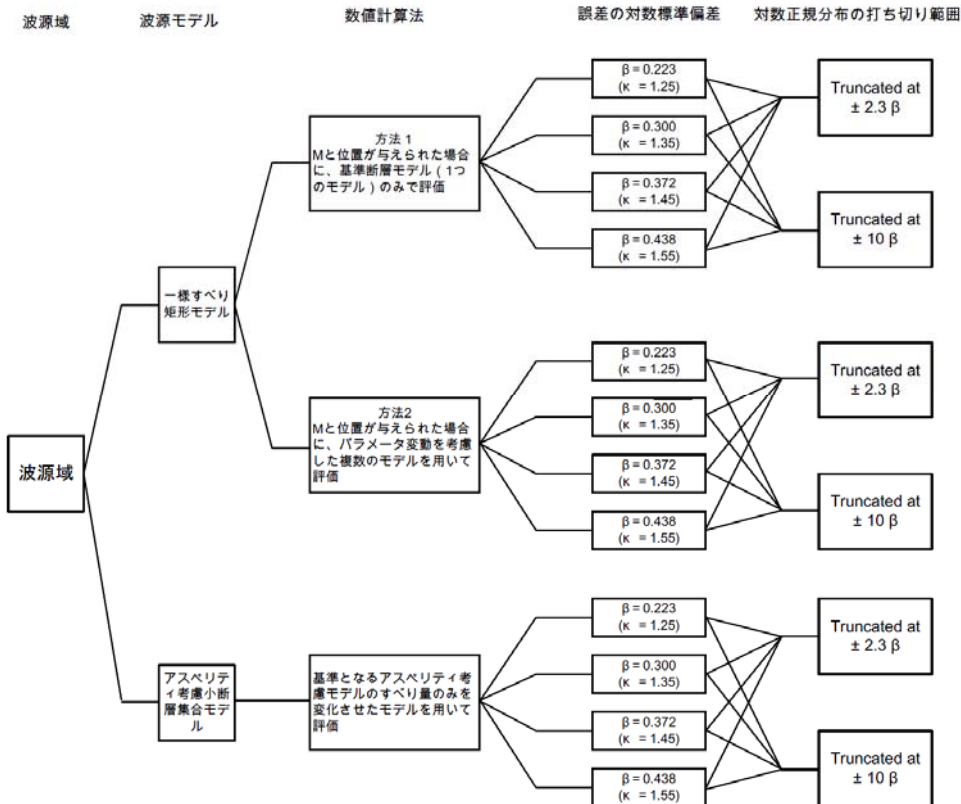 波源域
波源モデル
数値計算法
誤差の対数標準偏差
対数正規分布の打ち切り範囲
波源域
一様すべり
矩形モデル
アスペリテ
ィ考慮小断
層集合モデ
ル
方法１
Mと位置が与えられた場合
に、基準断層モデル（1つ
のモデル）のみで評価
方法2
Mと位置が与えられた場合
に、パラメータ変動を考慮
した複数のモデルを用いて
評価
基準となるアスペリティ考
慮モデルのすべり量のみを
変化させたモデルを用いて
評価
β = 0.223
(κ = 1.25)
β = 0.300
(κ = 1.35)
β = 0.372
(κ = 1.45)
β = 0.438
(κ = 1.55)
Truncated at
± 2.3 β
Truncated at
± 10 β
β = 0.223
(κ = 1.25)
β = 0.300
(κ = 1.35)
β = 0.372
(κ = 1.45)
β = 0.438
(κ = 1.55)
Truncated at
± 2.3 β
Truncated at
± 10 β
β = 0.223
(κ = 1.25)
β = 0.300
(κ = 1.35)
β = 0.372
(κ = 1.45)
β = 0.438
(κ = 1.55)
Truncated at
± 2.3 β
Truncated at
± 10 β